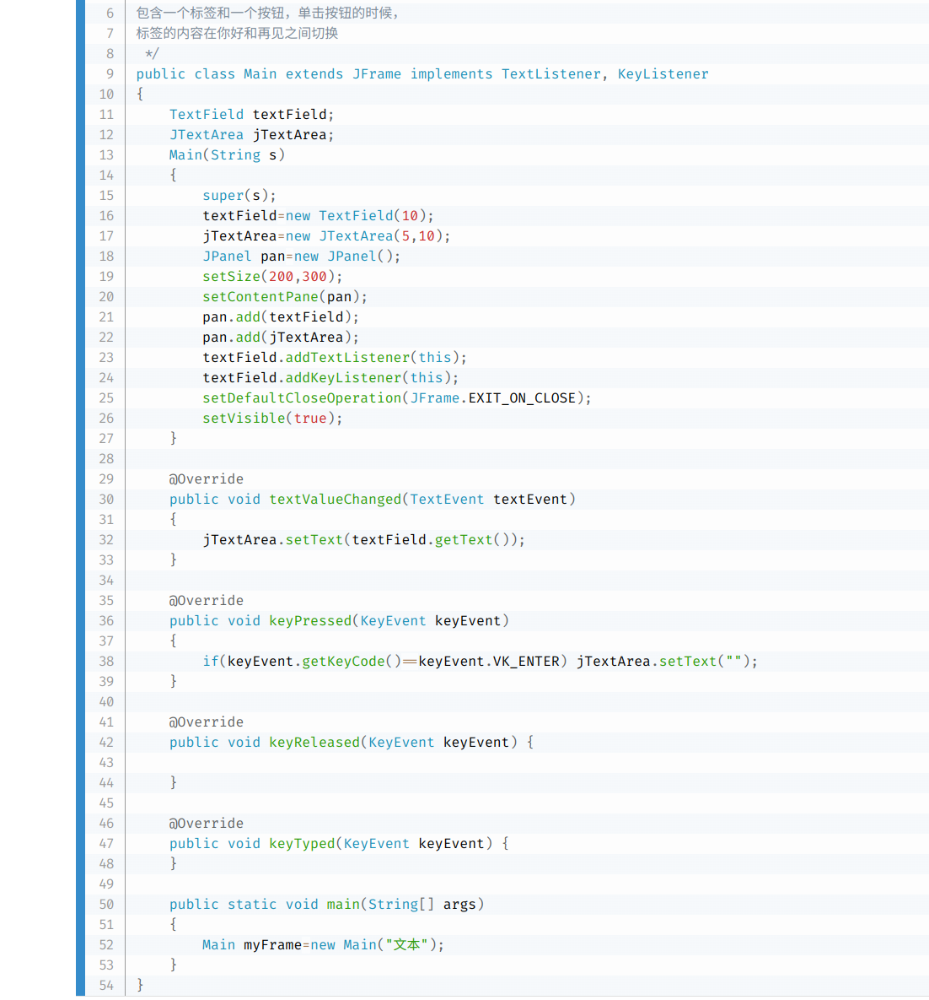 6 包含一个标签和一个按钮，单击按钮的时候，
7 标签的内容在你好和再见之间切换
8  */
9 public class Main extends JFrame implements TextListener, KeyListener
10 {
11     TextField textField;
12     JTextArea jTextArea;
13     Main(String s)
14     {
15         super(s);
16         textField=new TextField(10);
17         jTextArea=new JTextArea(5,10);
18         JPanel pan=new JPanel();
19         setSize(200,300);
20         setContentPane(pan);
21         pan.add(textField);
22         pan.add(jTextArea);
23         textField.addTextListener(this);
24         textField.addKeyListener(this);
25         setDefaultCloseOperation(JFrame.EXIT_ON_CLOSE);
26         setVisible(true);
27     }
28
29     @Override
30     public void textValueChanged(TextEvent textEvent)
31     {
32         jTextArea.setText(textField.getText());
33     }
34
35     @Override
36     public void keyPressed(KeyEvent keyEvent)
37     {
38         if(keyEvent.getKeyCode()==keyEvent.VK_ENTER) jTextArea.setText("");
39     }
40
41     @Override
42     public void keyReleased(KeyEvent keyEvent) {
43
44     }
45
46     @Override
47     public void keyTyped(KeyEvent keyEvent) {
48     }
49
50     public static void main(String[] args)
51     {
52         Main myFrame=new Main("文本");
53     }
54 }